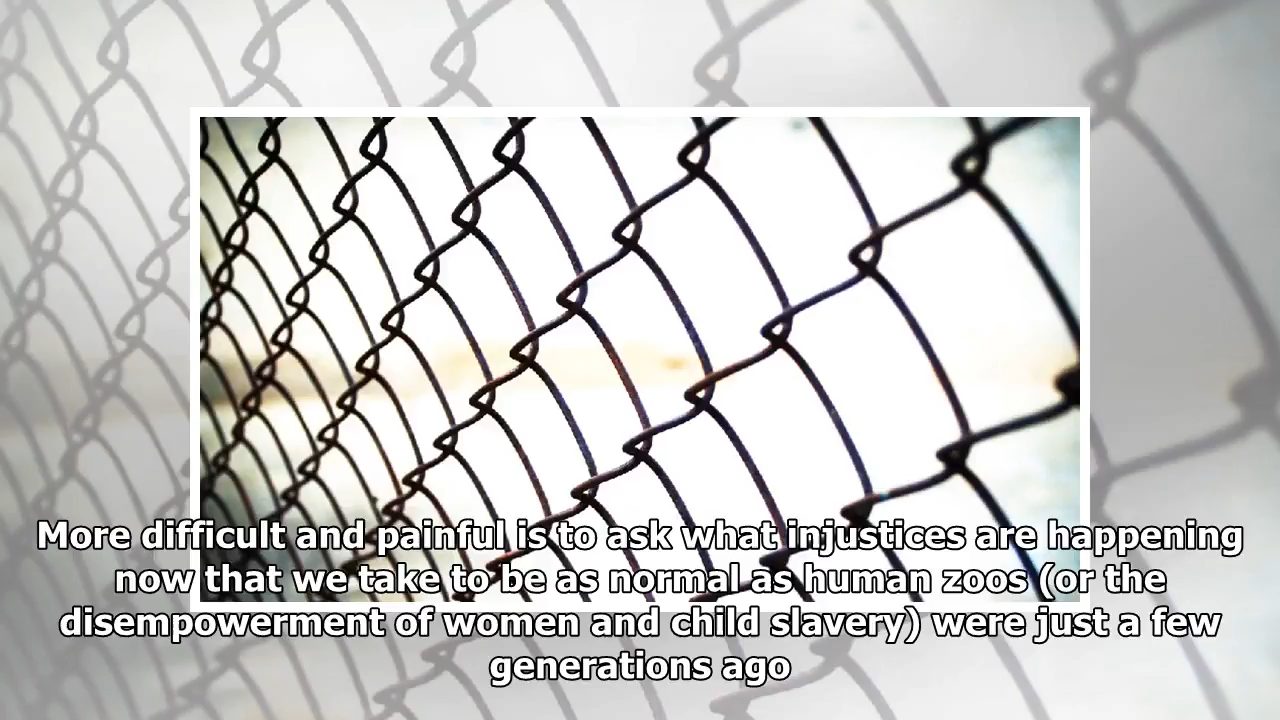 More difficult and painful is to ask what injustices are happening
now that we take to be as normal as human zoos (or the
disempowerment of women and child slavery) were just a few
generations ago